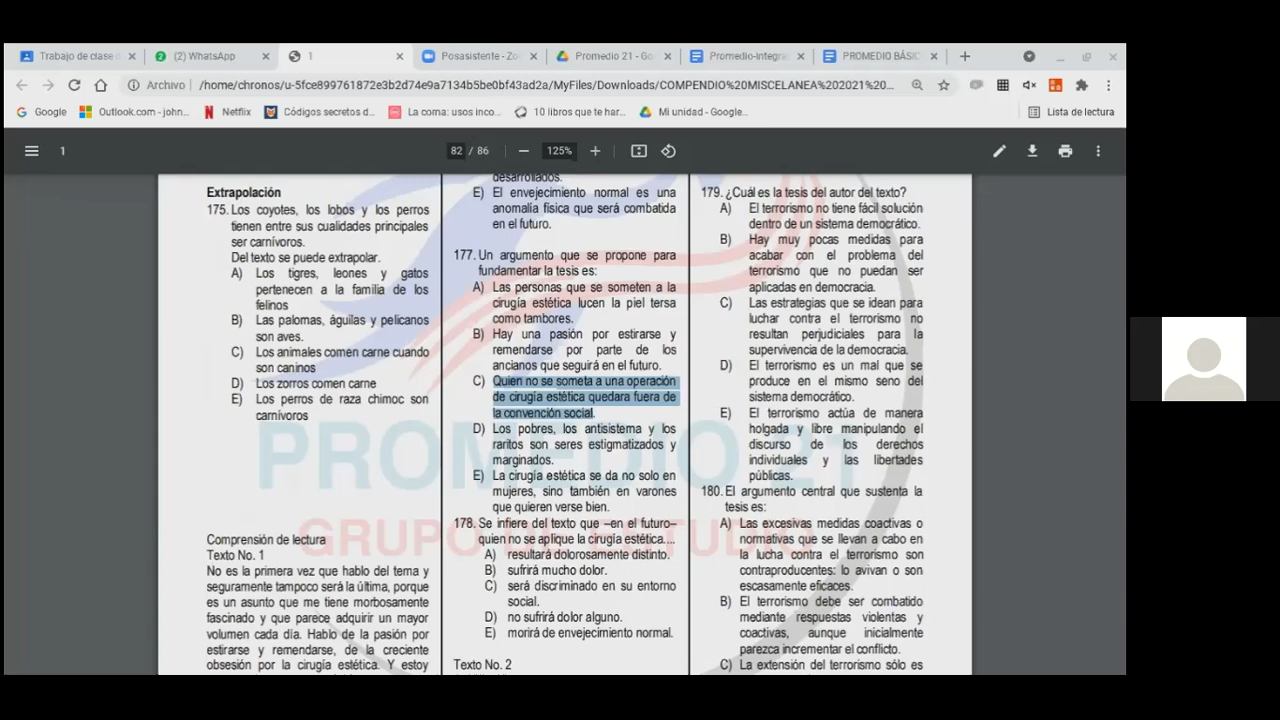 Trabajo de clase d
(2) WhatsApp
1
Posasistente - Zo
Promedio 21 - Go
Promedio-Integra
PROMEDIO BÁSIC
Archivo | /home/chronos/u-5fce899761972e3b2d74e9a7134b5be0bf43ad2a/MyFiles/Downloads/COMPENDIO%20MISCELANEA%202021%20...
Google
Outlook.com - john...
Netflix
Códigos secretos d...
La coma: usos inco...
10 libros que te har...
Mi unidad - Google...
Lista de lectura
1
82 / 86
125%
Extrapolación
175. Los coyotes, los lobos y los perros
tienen entre sus cualidades principales
ser carnívoros.
Del texto se puede extrapolar.
A) Los tigres, leones y gatos
pertenecen a la familia de los
felinos
B) Las palomas, águilas y pelicanos
son aves.
C) Los animales comen carne cuando
son caninos
D) Los zorros comen carne
E) Los perros de raza chimoc son
carnívoros
Comprensión de lectura
Texto No. 1
No es la primera vez que hablo del tema y
seguramente tampoco será la última, porque
es un asunto que me tiene morbosamente
fascinado y que parece adquirir un mayor
volumen cada día. Hablo de la pasión por
estirarse y remendarse, de la creciente
obsesión por la cirugía estética. Y estoy
desarrollados.
E) El envejecimiento normal es una
anomalía física que será combatida
en el futuro.
177. Un argumento que se propone para
fundamentar la tesis es:
A) Las personas que se someten a la
cirugía estética lucen la piel tersa
como tambores.
B) Hay una pasión por estirarse y
remendarse por parte de los
ancianos que seguirá en el futuro.
C) Quien no se someta a una operación
de cirugía estética quedara fuera de
la convención social.
D) Los pobres, los antisistema y los
raritos son seres estigmatizados y
marginados.
E) La cirugía estética se da no solo en
mujeres, sino también en varones
que quieren verse bien.
178. Se infiere del texto que –en el futuro–
quien no se aplique la cirugía estética....
A) resultará dolorosamente distinto.
B) sufrirá mucho dolor.
C) será discriminado en su entorno
social.
D) no sufrirá dolor alguno.
E) morirá de envejecimiento normal.
Texto No. 2
179. ¿Cuál es la tesis del autor del texto?
A) El terrorismo no tiene fácil solución
dentro de un sistema democrático.
B) Hay muy pocas medidas para
acabar con el problema del
terrorismo que no puedan ser
aplicadas en democracia.
C) Las estrategias que se idean para
luchar contra el terrorismo no
resultan perjudiciales para la
supervivencia de la democracia.
D) El terrorismo es un mal que se
produce en el mismo seno del
sistema democrático.
E) El terrorismo actúa de manera
holgada y libre manipulando el
discurso de los derechos
individuales y las libertades
públicas.
180. El argumento central que sustenta la
tesis es:
A) Las excesivas medidas coactivas o
normativas que se llevan a cabo en
la lucha contra el terrorismo son
contraproducentes: lo avivan o son
escasamente eficaces.
B) El terrorismo debe ser combatido
mediante respuestas violentas y
coactivas, aunque inicialmente
parezca incrementar el conflicto.
C) La extensión del terrorismo sólo es
PROMEDIO 21
GRUPO DE ESTUDIO